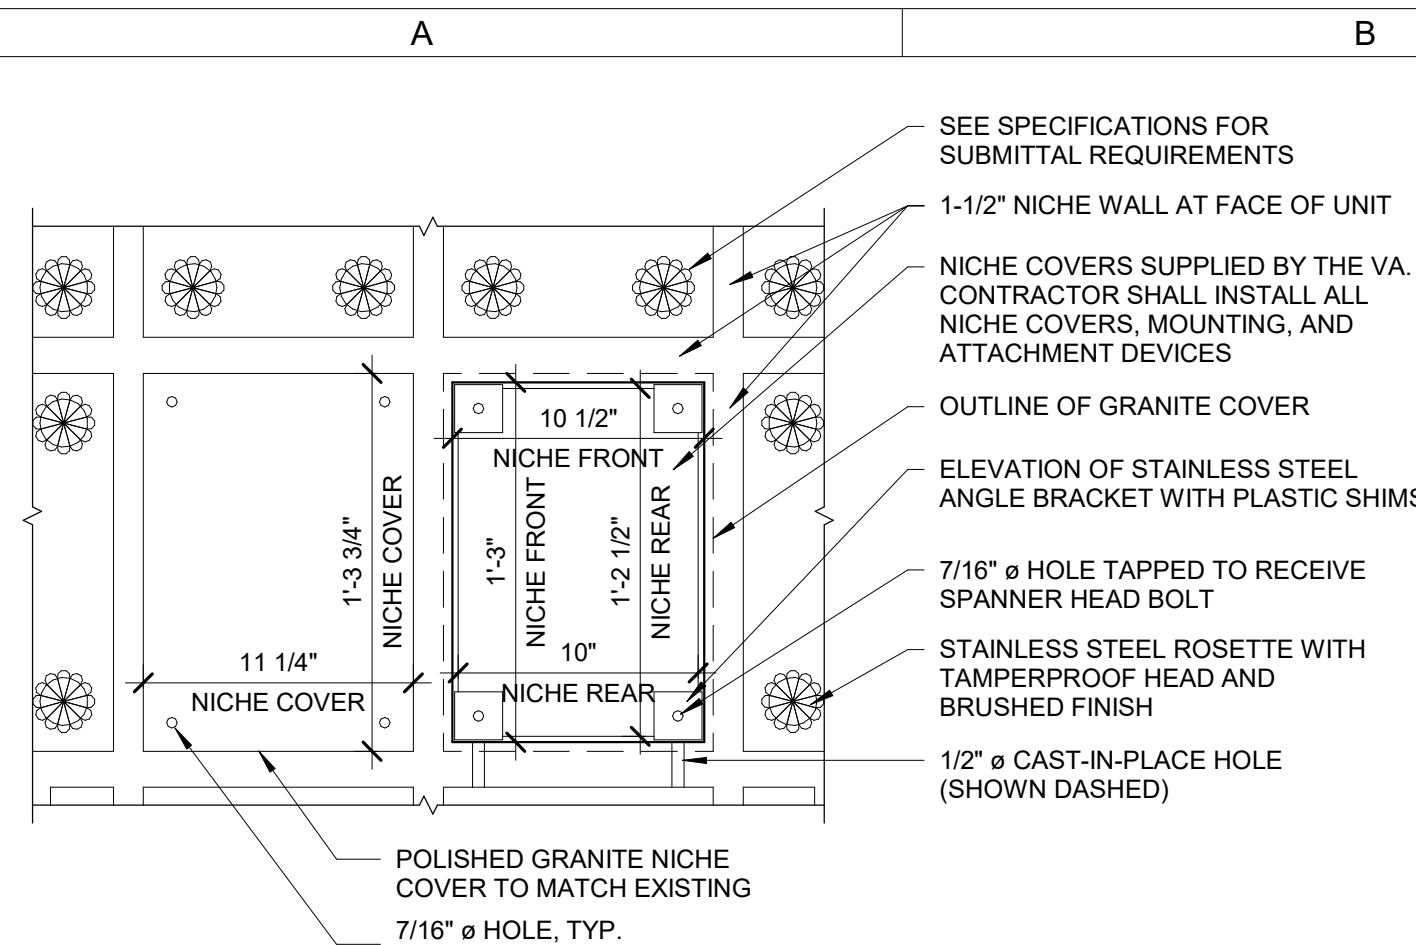 A
B
SEE SPECIFICATIONS FOR
SUBMITTAL REQUIREMENTS
1-1/2" NICHE WALL AT FACE OF UNIT
NICHE COVERS SUPPLIED BY THE VA.
CONTRACTOR SHALL INSTALL ALL
NICHE COVERS, MOUNTING, AND
ATTACHMENT DEVICES
OUTLINE OF GRANITE COVER
ELEVATION OF STAINLESS STEEL
ANGLE BRACKET WITH PLASTIC SHIMS
7/16" ø HOLE TAPPED TO RECEIVE
SPANNER HEAD BOLT
STAINLESS STEEL ROSETTE WITH
TAMPERPROOF HEAD AND
BRUSHED FINISH
1/2" ø CAST-IN-PLACE HOLE
(SHOWN DASHED)
1'-3 3/4"
NICHE COVER
11 1/4"
NICHE COVER
10 1/2"
NICHE FRONT
1'-3"
NICHE FRONT
1'-2 1/2"
NICHE REAR
10"
NICHE REAR
POLISHED GRANITE NICHE
COVER TO MATCH EXISTING
7/16" ø HOLE, TYP.